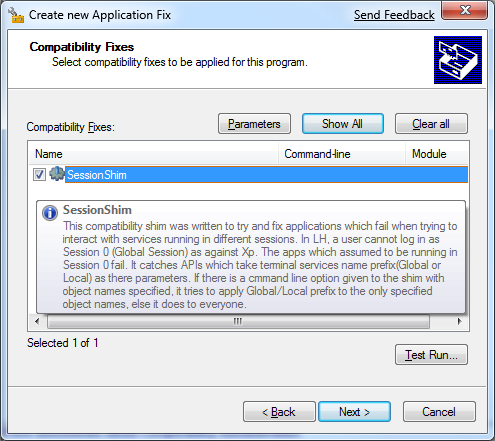 Create new Application Fix
Send Feedback
Compatibility Fixes
Select compatibility fixes to be applied for this program.
Compatibility Fixes:
Parameters
Show All
Clear all
Name
Command-line
Module
SessionShim
SessionShim
This compatibility shim was written to try and fix applications which fail when trying to
interact with services running in different sessions. In LH, a user cannot log in as
Session 0 (Global Session) as against Xp. The apps which assumed to be running in
Session 0 fail. It catches APIs which take terminal services name prefix(Global or
Local) as there parameters. If there is a cmmand line option given to the shim with
object names specified, it tries to apply Global/Local prefix to the only specified
object names, else it does to everyone.
Selected 1 of 1
Test Run...
< Back
Next >
Cancel